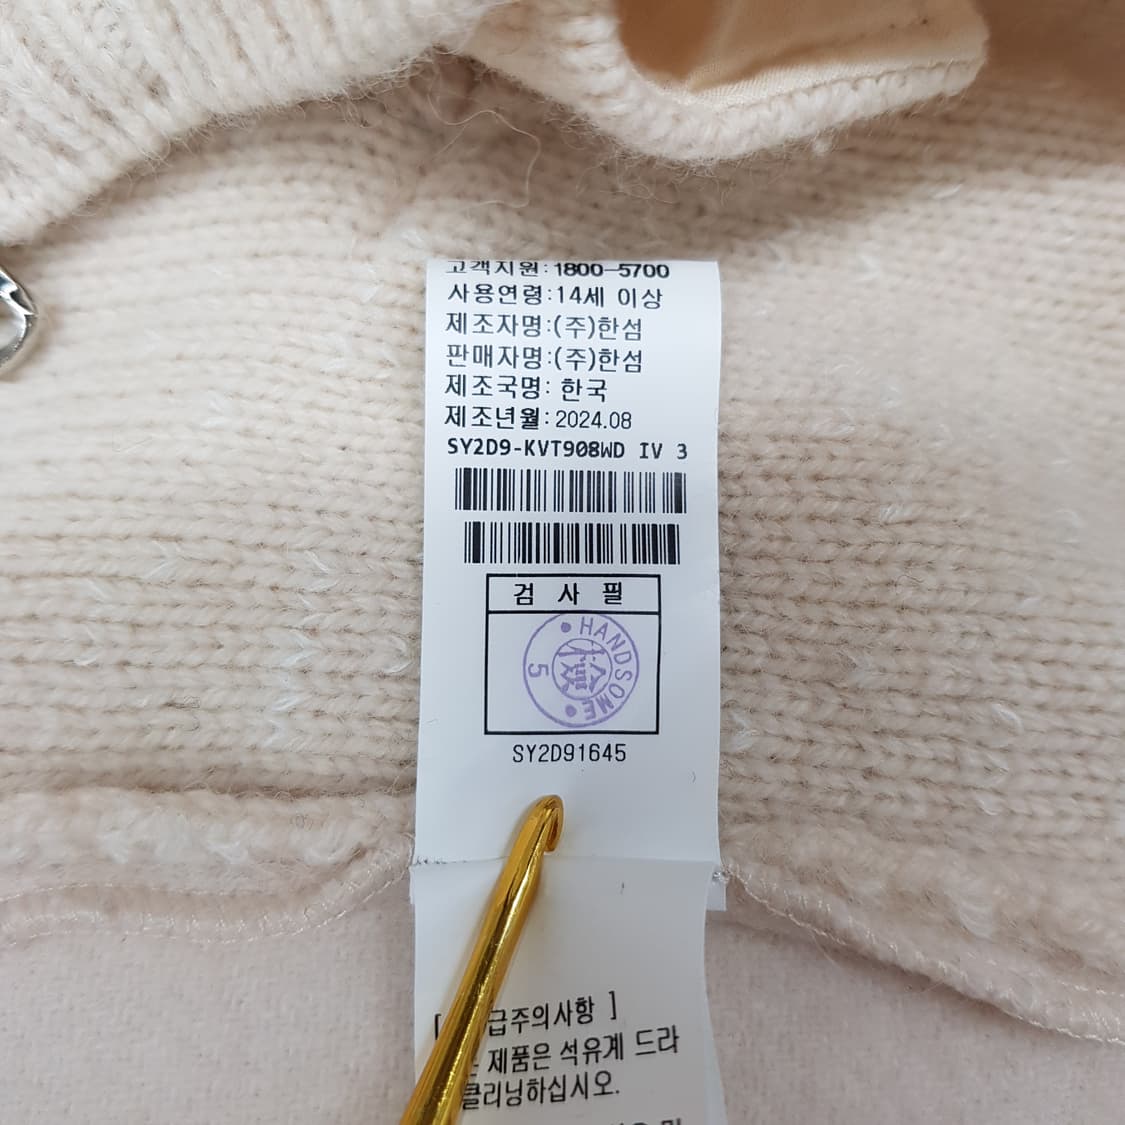 고객지원:1800-5700
사용연령:14세 이상
제조자명:(주)한섬
판매자명:(주)한섬
제조국명: 한국
제조년월:2024.08
SY2D9-KVT908WD IV 3
검 사 필
HANDSOME
檢
5
SY2D91645
[ 급주의사항 ]
제품은 석유계 드라
클리닝하십시오.